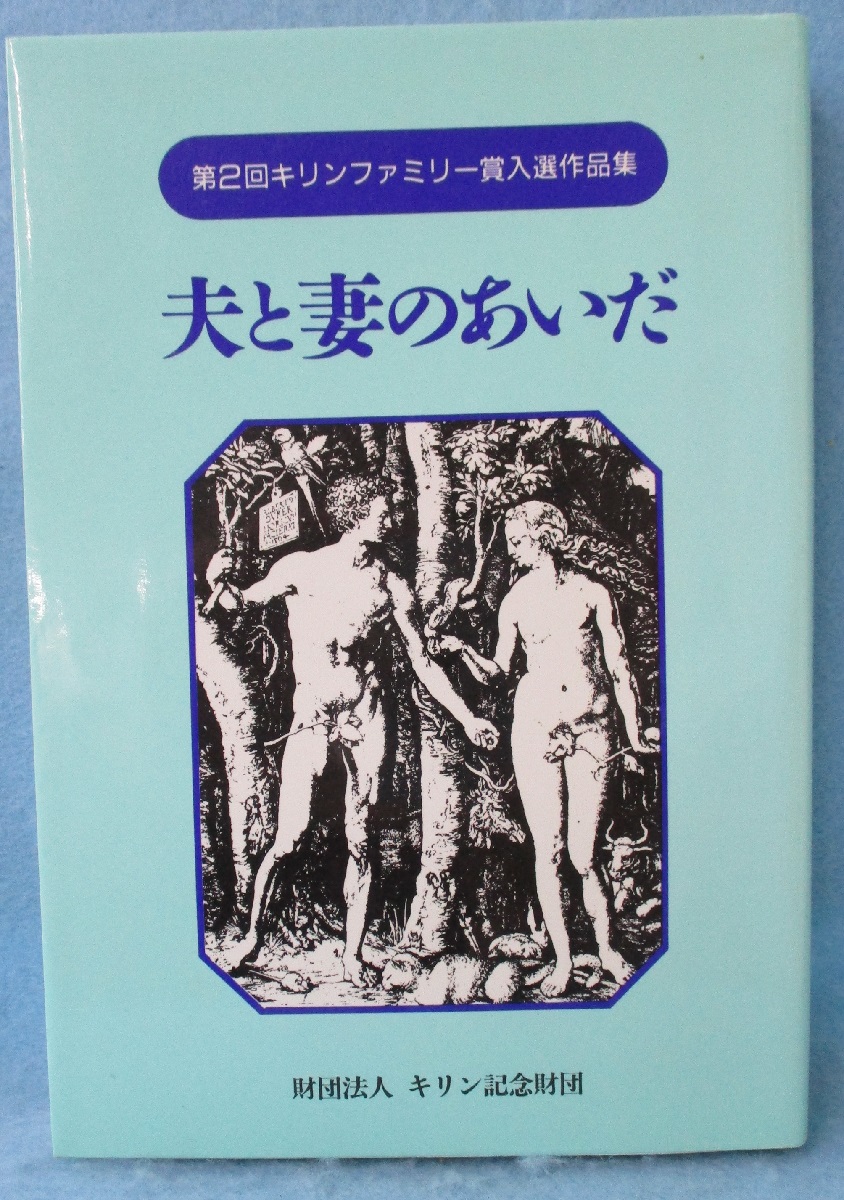 第2回キリンファミリー賞入選作品集
夫と妻のあいだ
財団法人 キリン記念財団